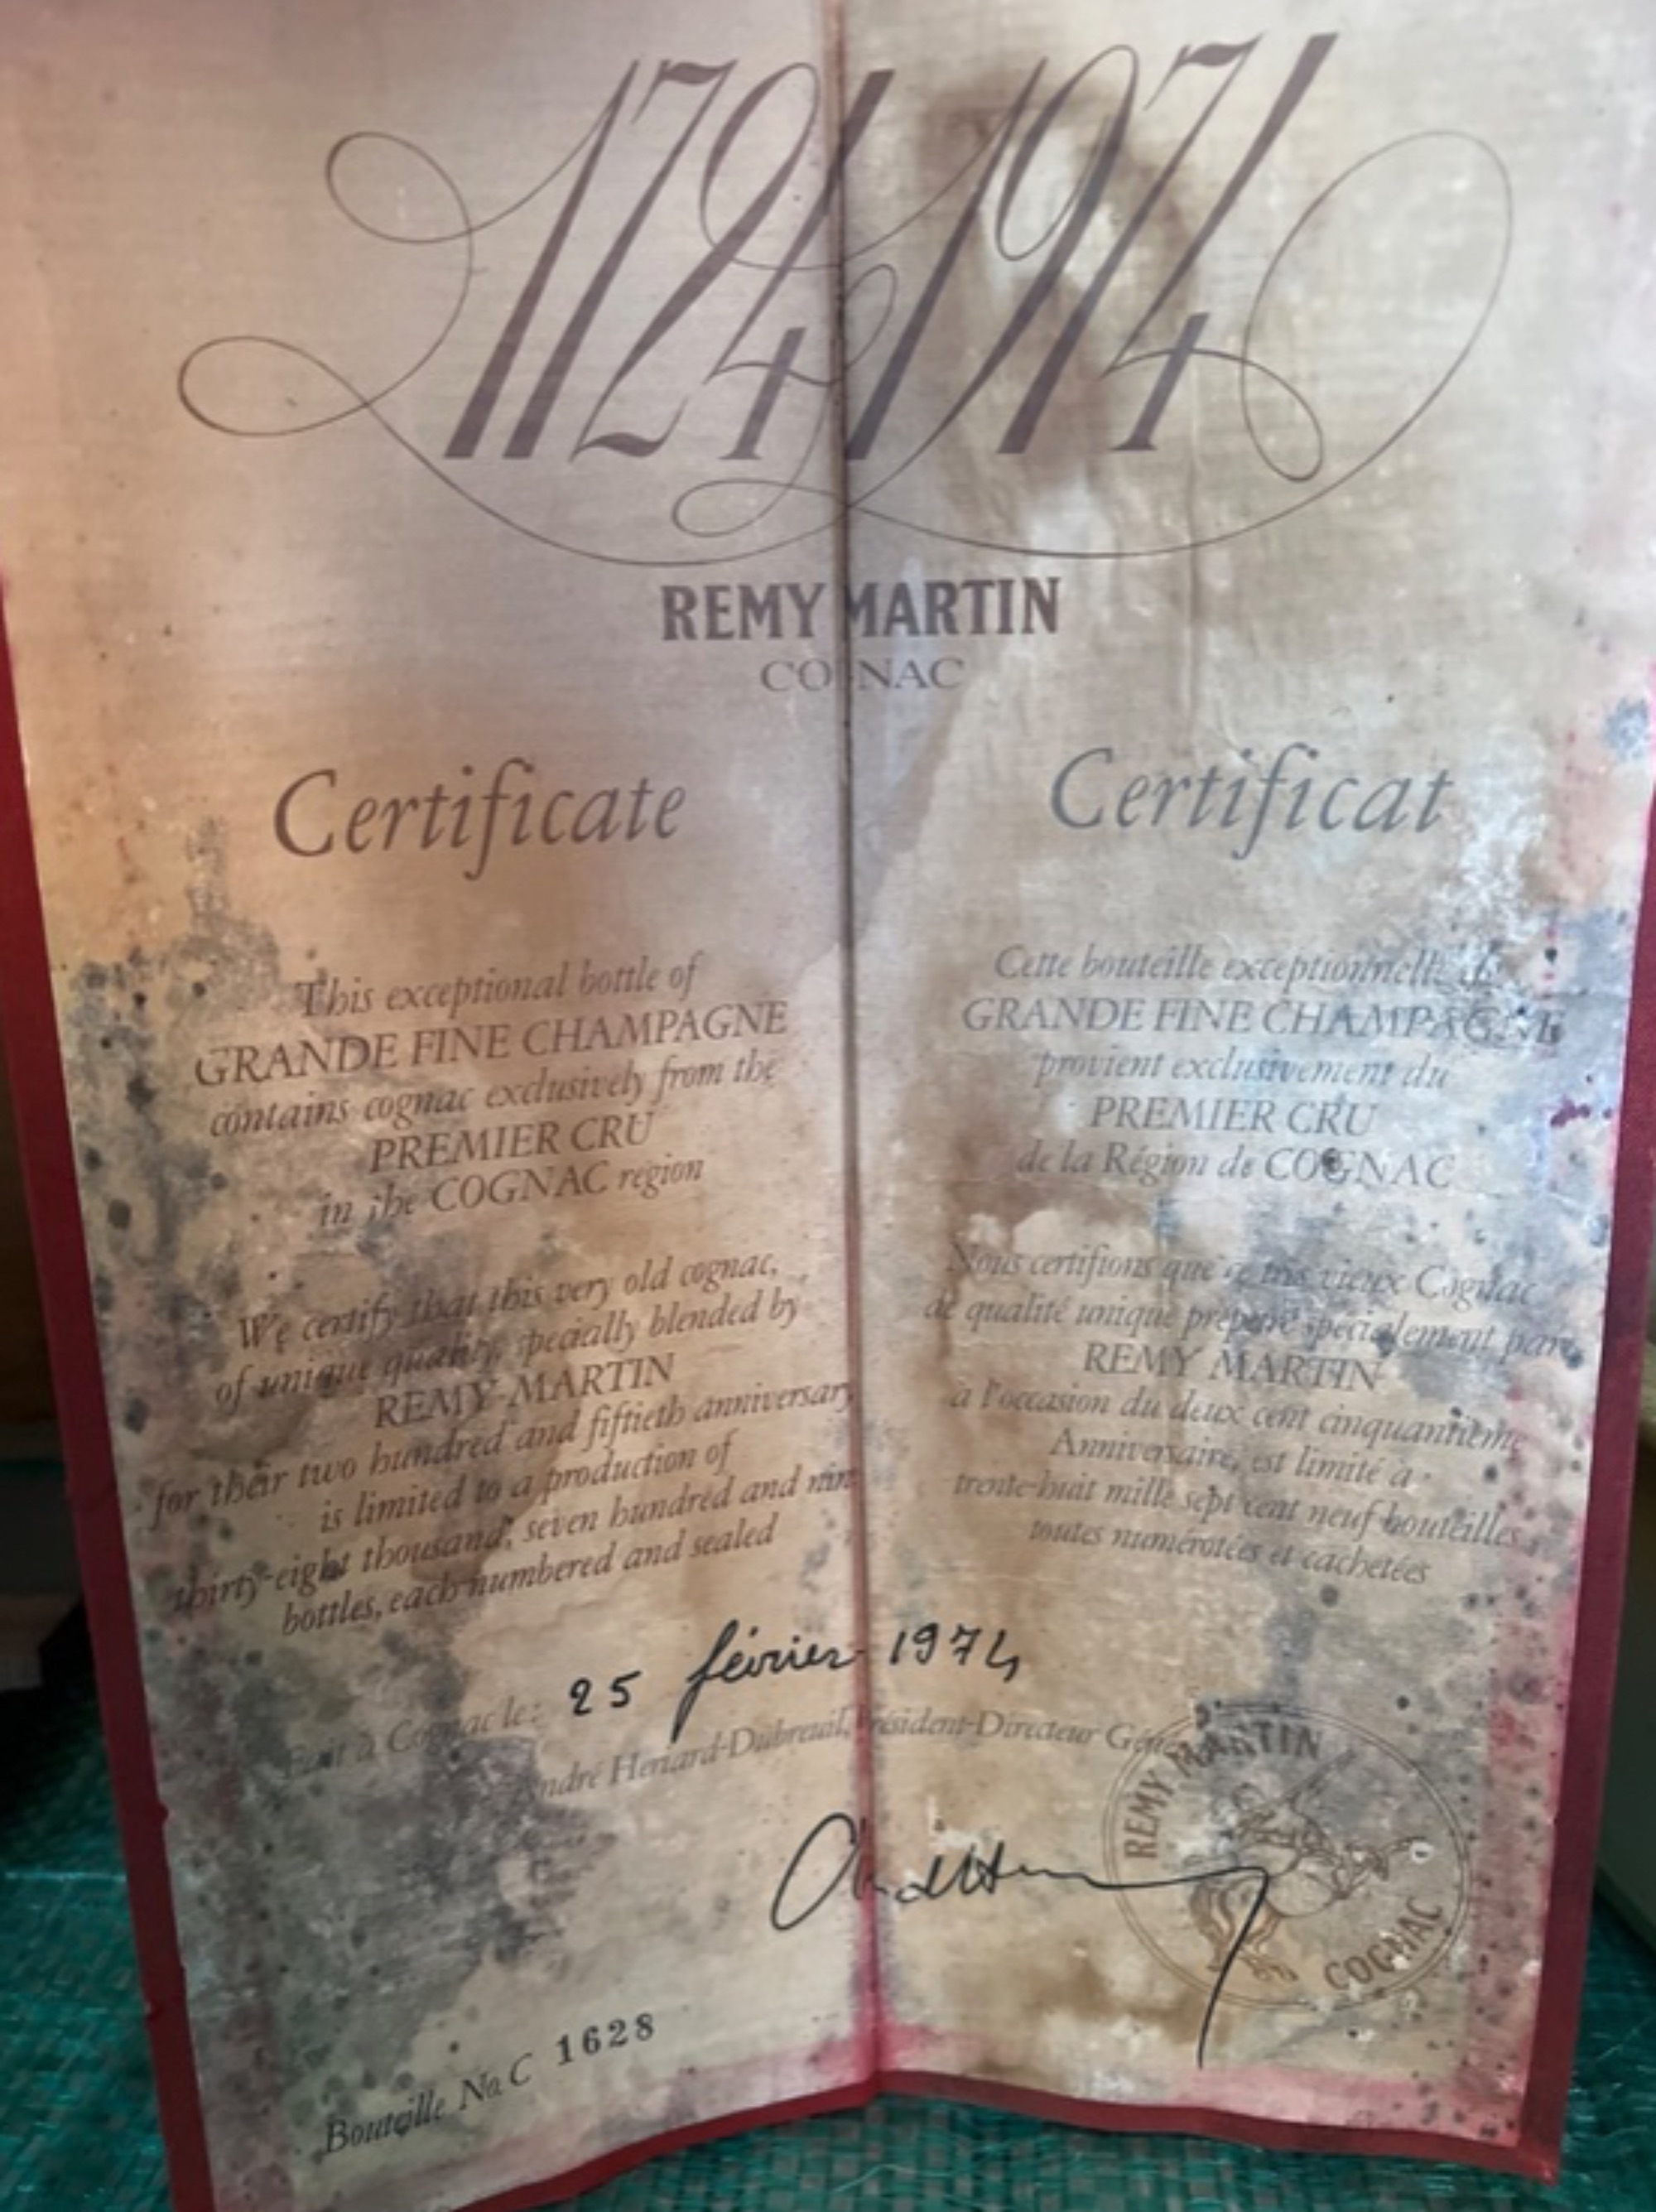 1724 1974
REMY MARTIN
COGNAC
Certificate
This exceptional bottle of
GRANDE FINE CHAMPAGNE
contains cognac exclusively from the
PREMIER CRU
in the COGNAC region
We certify that this very old cognac,
of unique quality, specially blended by
REMY MARTIN
for their two hundred and fiftieth anniversary
is limited to a production of
thirty-eight thousand, seven hundred and nine
bottles, each numbered and sealed
Certificat
Cette bouteille exceptionnelle de
GRANDE FINE CHAMPAGNE
provient exclusivement du
PREMIER CRU
de la Région de COGNAC
Nous certifions que ce très vieux Cognac
de qualité unique préparé spécialement par
REMY MARTIN
à l'occasion du deux cent cinquantième
Anniversaire, est limité à
trente-huit mille sept cent neuf bouteilles
toutes numérotées et cachetées
à Cognac le: 25 février 1974
André Heriard-Dubreuil, Président-Directeur Général
REMY MARTIN
COGNAC
Bouteille No. C 1628